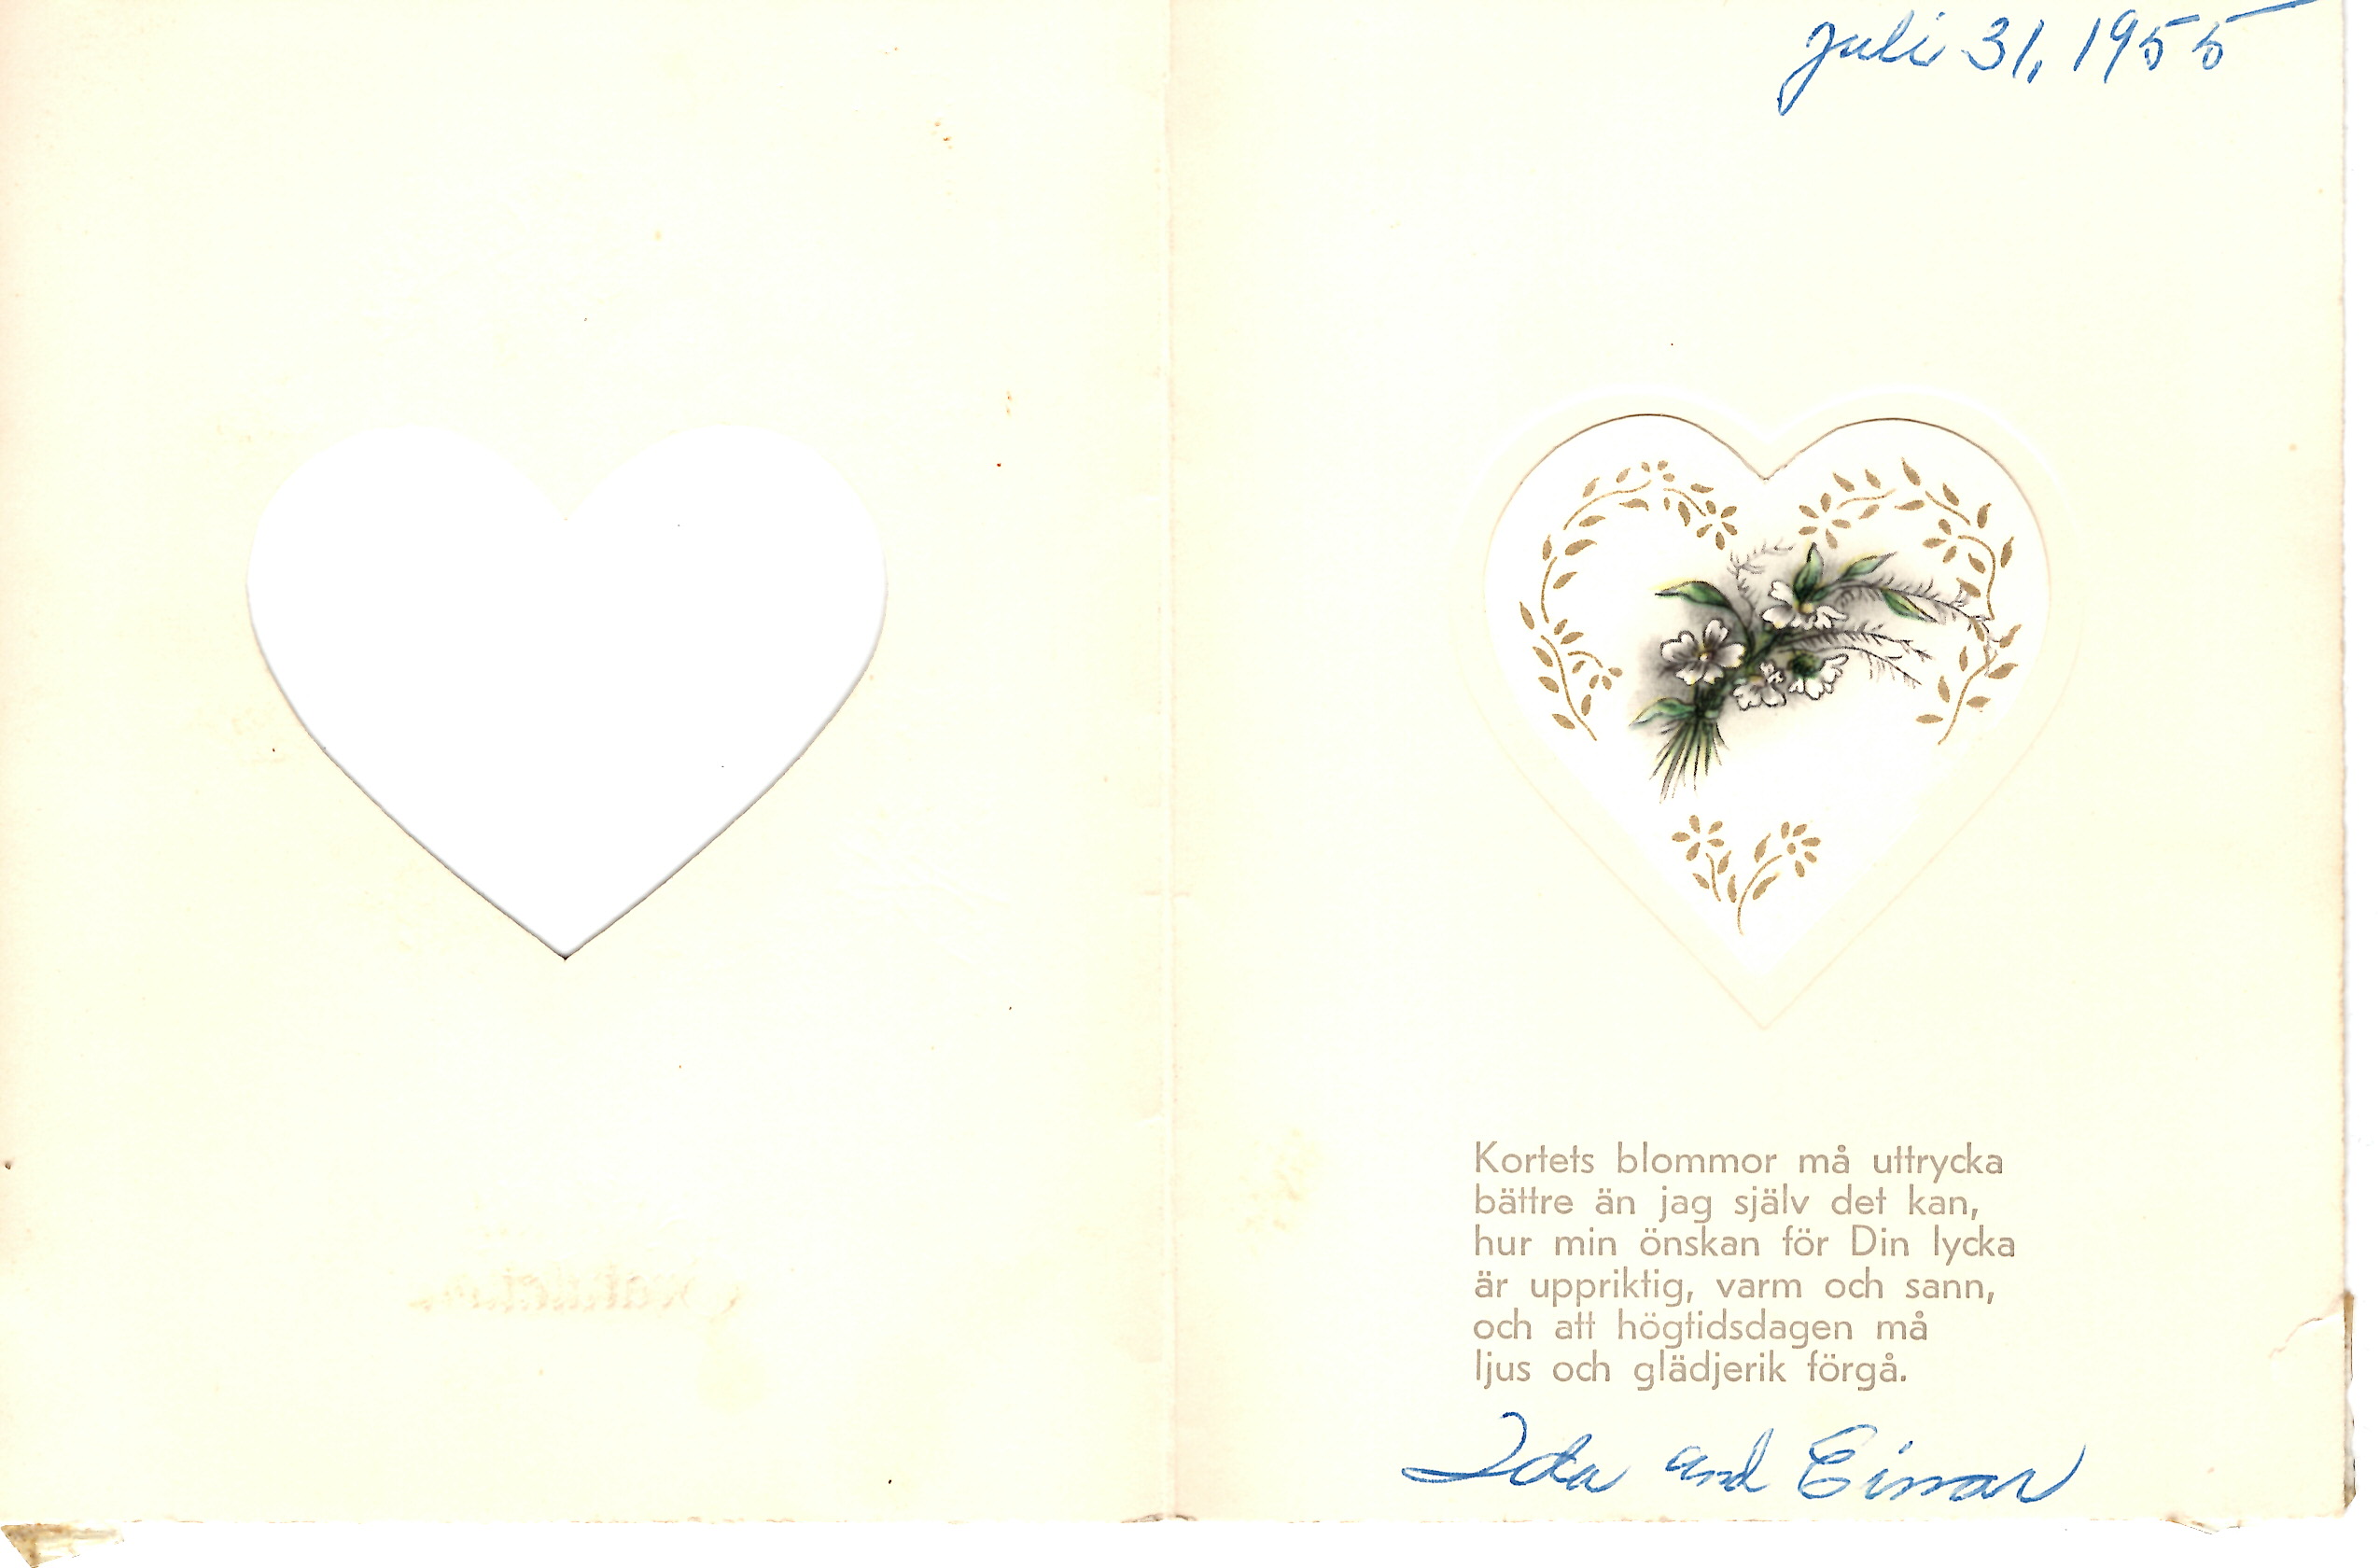 juli 31, 1955
Kortets blommor må uttrycka
bättre än jag själv det kan,
hur min önskan för Din lycka
är uppriktig, varm och sann,
och att högtidsdagen må
ljus och glädjerik förgå.
Ida and Einar